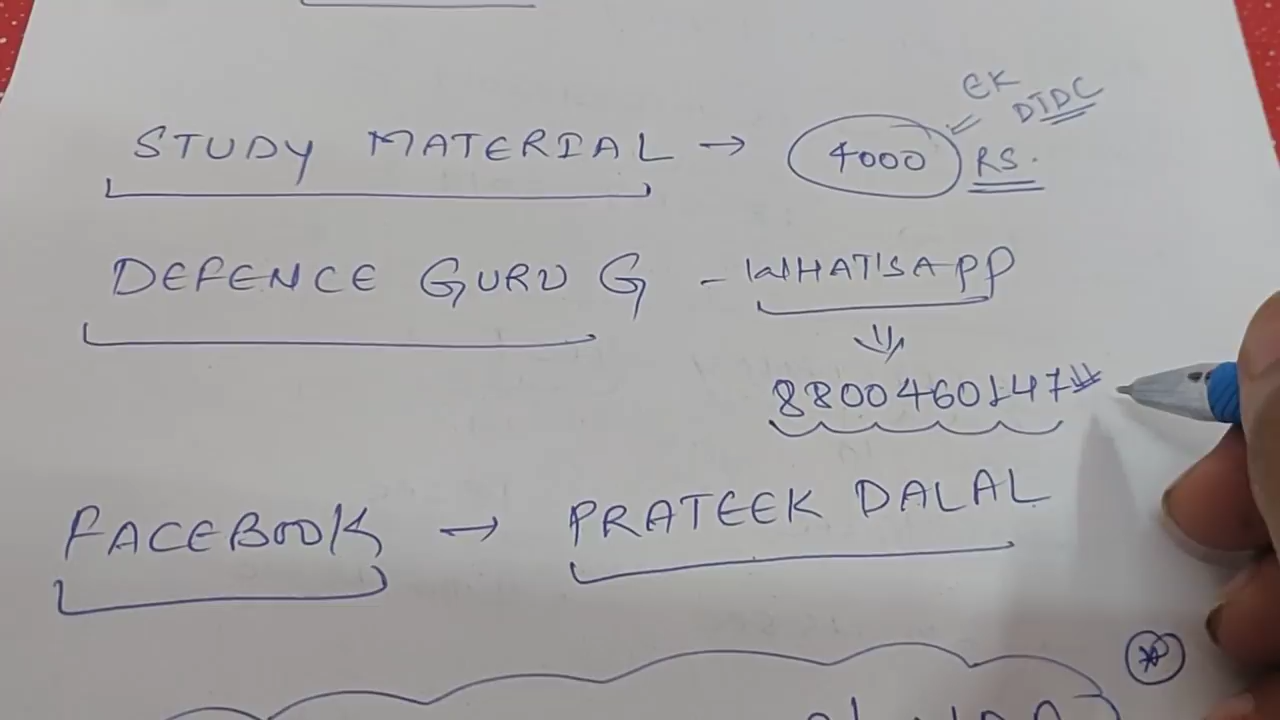 EK
DTDC
STUDY MATERIAL → 4000 RS.
DEFENCE GURU G - WHATSAPP
8800460147
FACEBOOK → PRATEEK DALAL